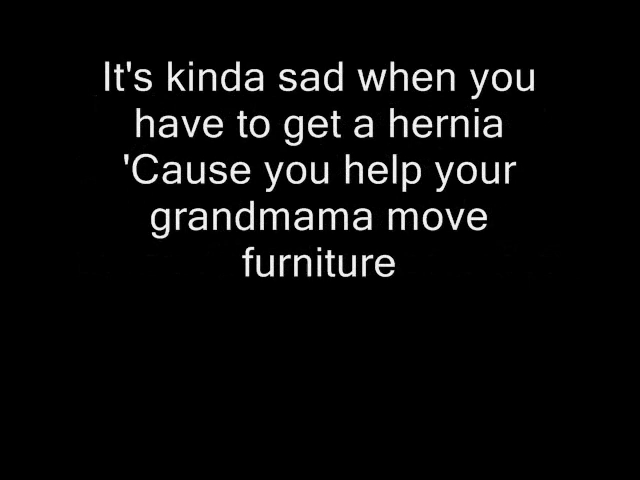 It's kinda sad when you
have to get a hernia
'Cause you help your
grandmama move
furniture